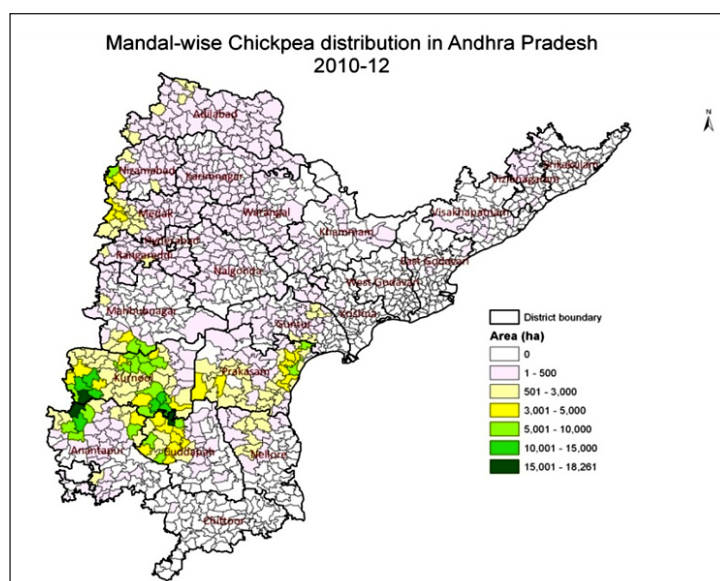 Mandal-wise Chickpea distribution in Andhra Pradesh
2010-12
N
Adilabad
Nizamabad
Karimnagar
Srikakulam
Vizianagaram
Medak
Warangal
Visakhapatnam
Khammam
Hyderabad
Rangareddi
East Godavari
Nalgonda
West Godavari
Mahbubnagar
Krishna
Guntur
Kurnool
Prakasam
Anantapur
Cuddapah
Nellore
Chittoor
District boundary
Area (ha)
0
1 - 500
501 - 3,000
3,001 - 5,000
5,001 - 10,000
10,001 - 15,000
15,001 - 18,261